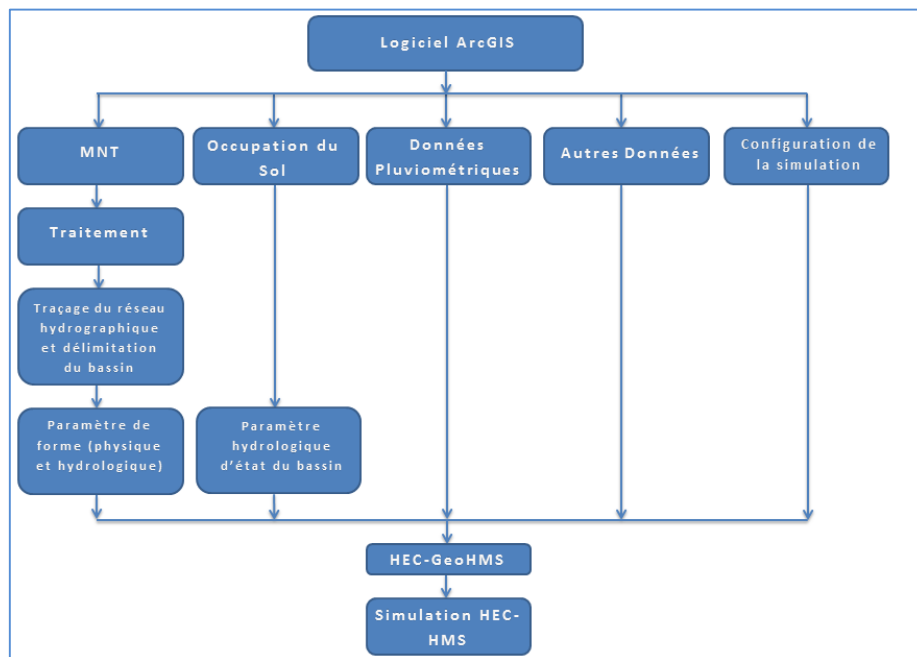 Logiciel ArcGIS
MNT
Occupation du
Sol
Données
Pluviométriques
Autres Données
Configuration de
la simulation
Traitement
Traçage du réseau
hydrographique
et délimitation
du bassin
Paramètre de
forme (physique
et hydrologique)
Paramètre
hydrologique
d’état du bassin
HEC-GeoHMS
Simulation HEC-
HMS